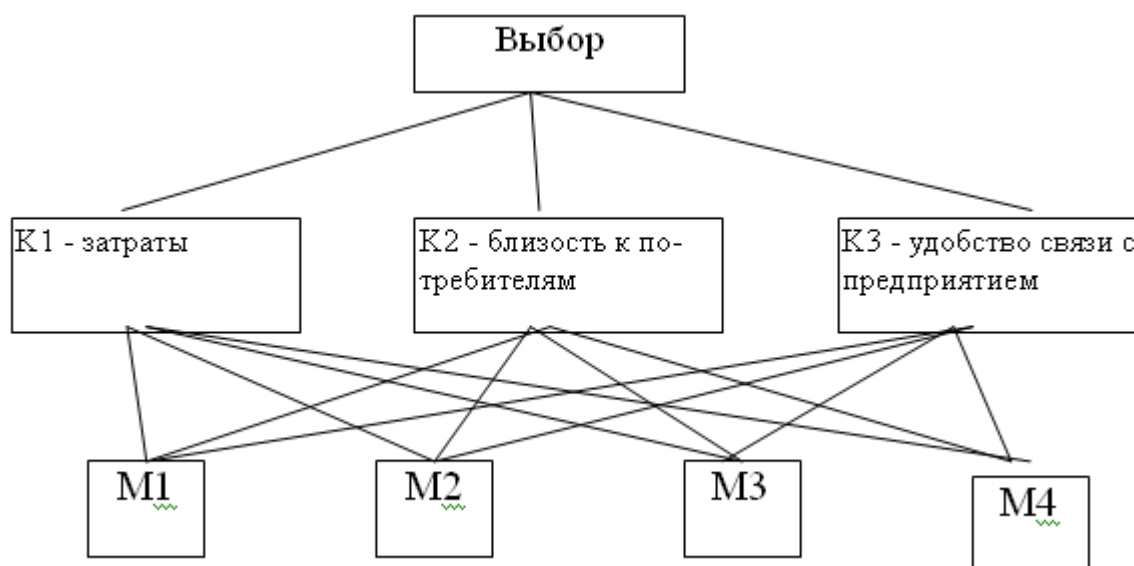 Выбор
К1 - затраты
К2 - близость к по-
требителям
К3 - удобство связи с
предприятием
М1
М2
М3
М4